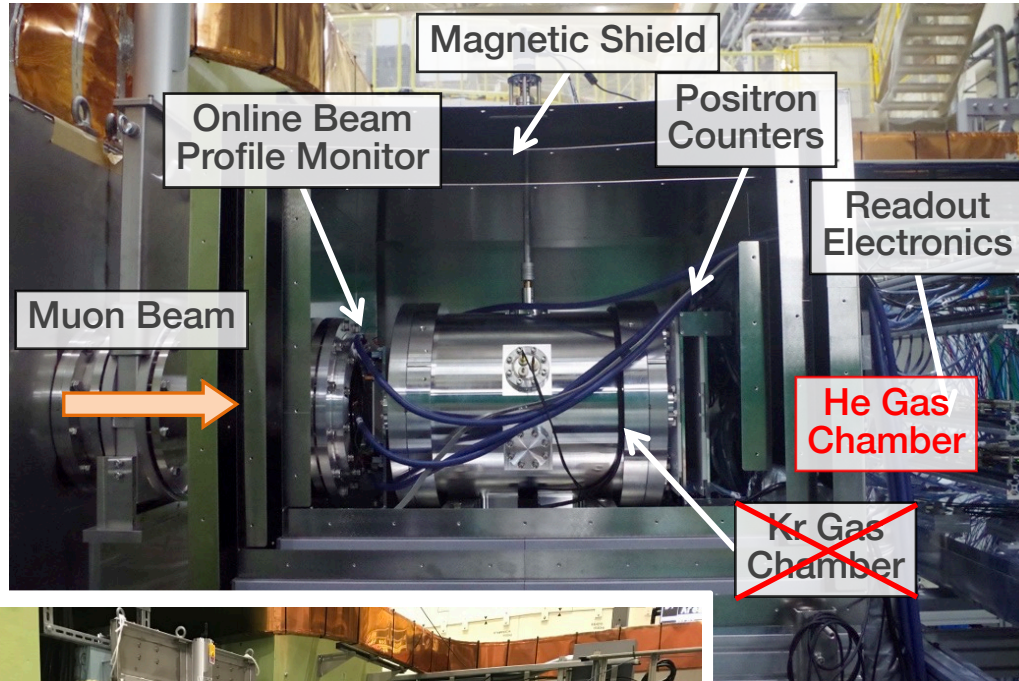 Magnetic Shield
Online Beam
Profile Monitor
Positron
Counters
Readout
Electronics
Muon Beam
He Gas
Chamber
Kr Gas
Chamber